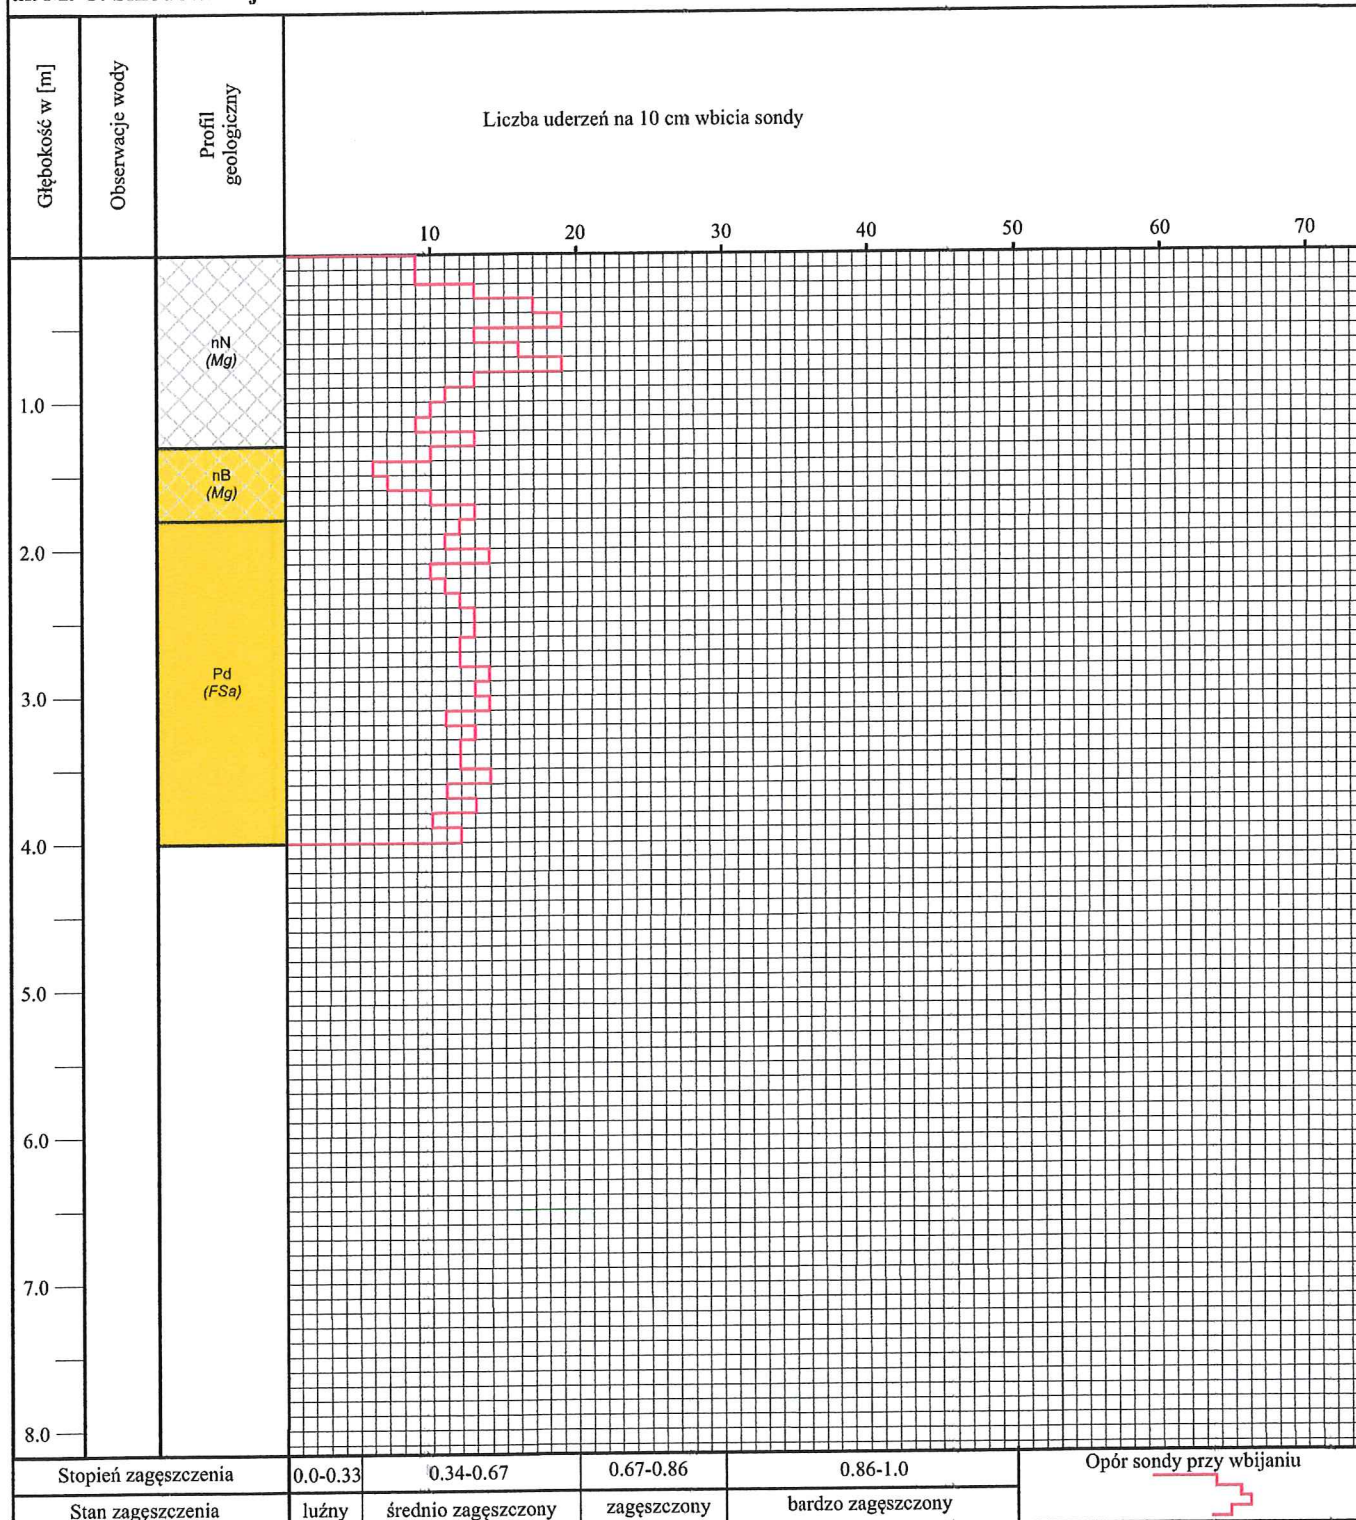 Głębokość w [m]
Obserwacje wody
Profil
geologiczny
Liczba uderzeń na 10 cm wbicia sondy
10 20 30 40 50 60 70
nN
(Mg)
1.0
nB
(Mg)
2.0
Pd
(FSa)
3.0
4.0
5.0
6.0
7.0
8.0
Stopień zagęszczenia 0.0-0.33 0.34-0.67 0.67-0.86 0.86-1.0 Opór sondy przy wbijaniu
Stan zagęszczenia luźny średnio zagęszczony zagęszczony bardzo zagęszczony